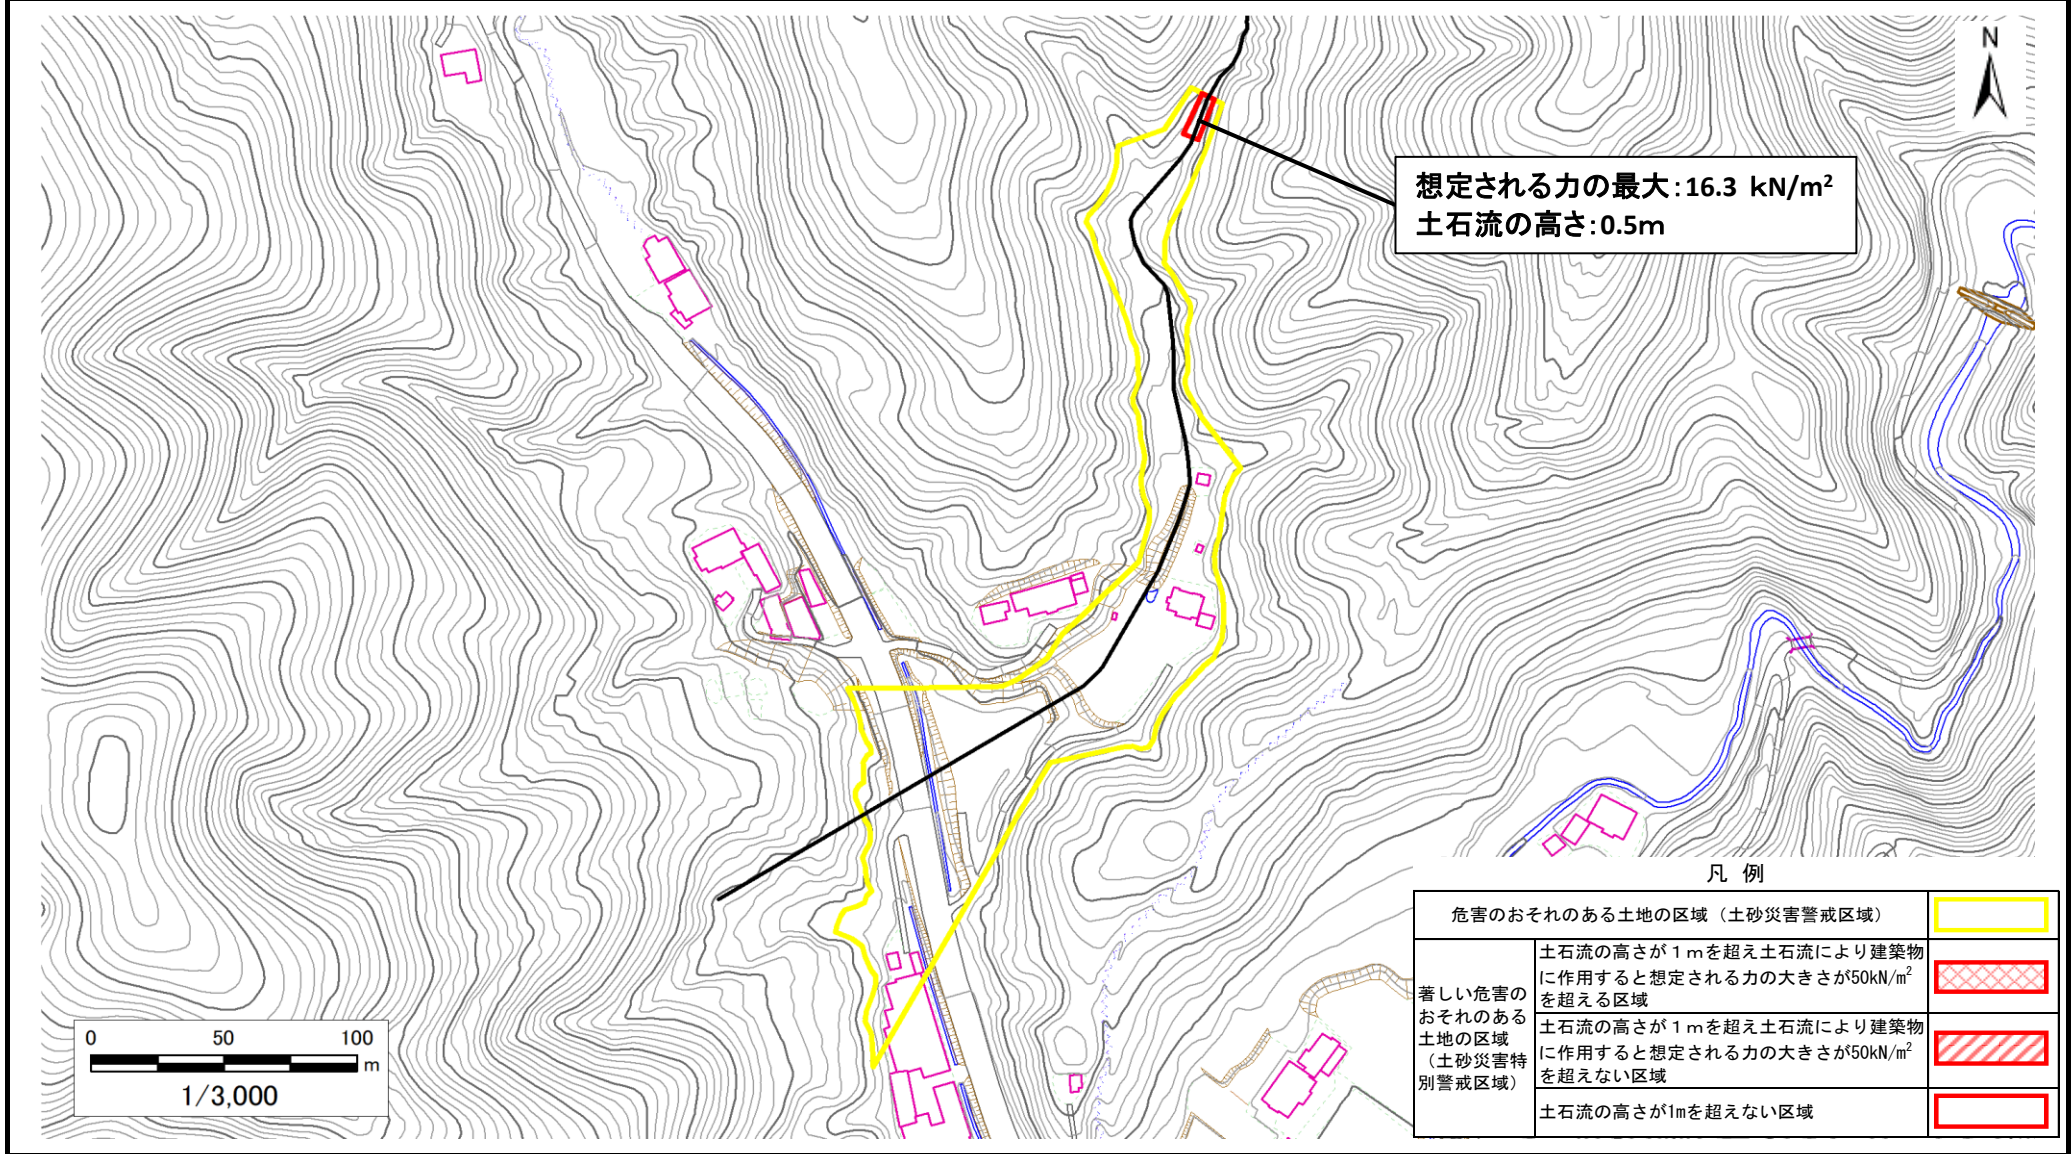 N
想定される力の最大:16.3 kN/m²
土石流の高さ:0.5m
凡 例
危害のおそれのある土地の区域（土砂災害警戒区域）
著しい危害の
おそれのある
土地の区域
（土砂災害特
別警戒区域）
土石流の高さが１ｍを超え土石流により建築物
に作用すると想定される力の大きさが50kN/m²
を超える区域
土石流の高さが１ｍを超え土石流により建築物
に作用すると想定される力の大きさが50kN/m²
を超えない区域
土石流の高さが1mを超えない区域
0 50 100
m
1/3,000